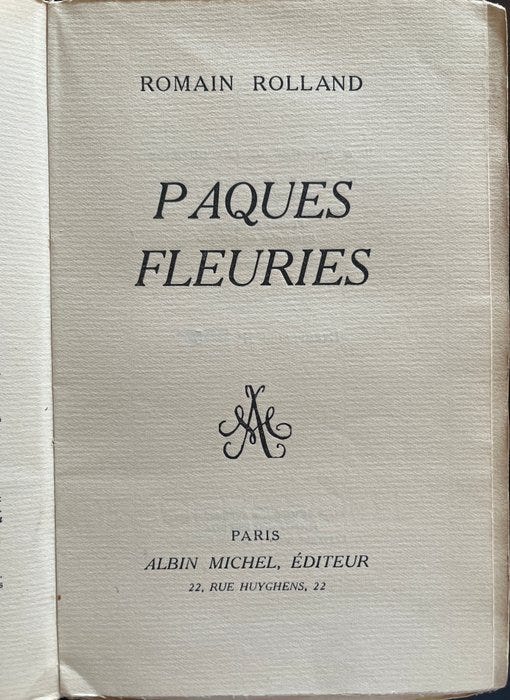 ROMAIN ROLLAND
PAQUES
FLEURIES
PARIS
ALBIN MICHEL, ÉDITEUR
22, RUE HUYGHENS, 22